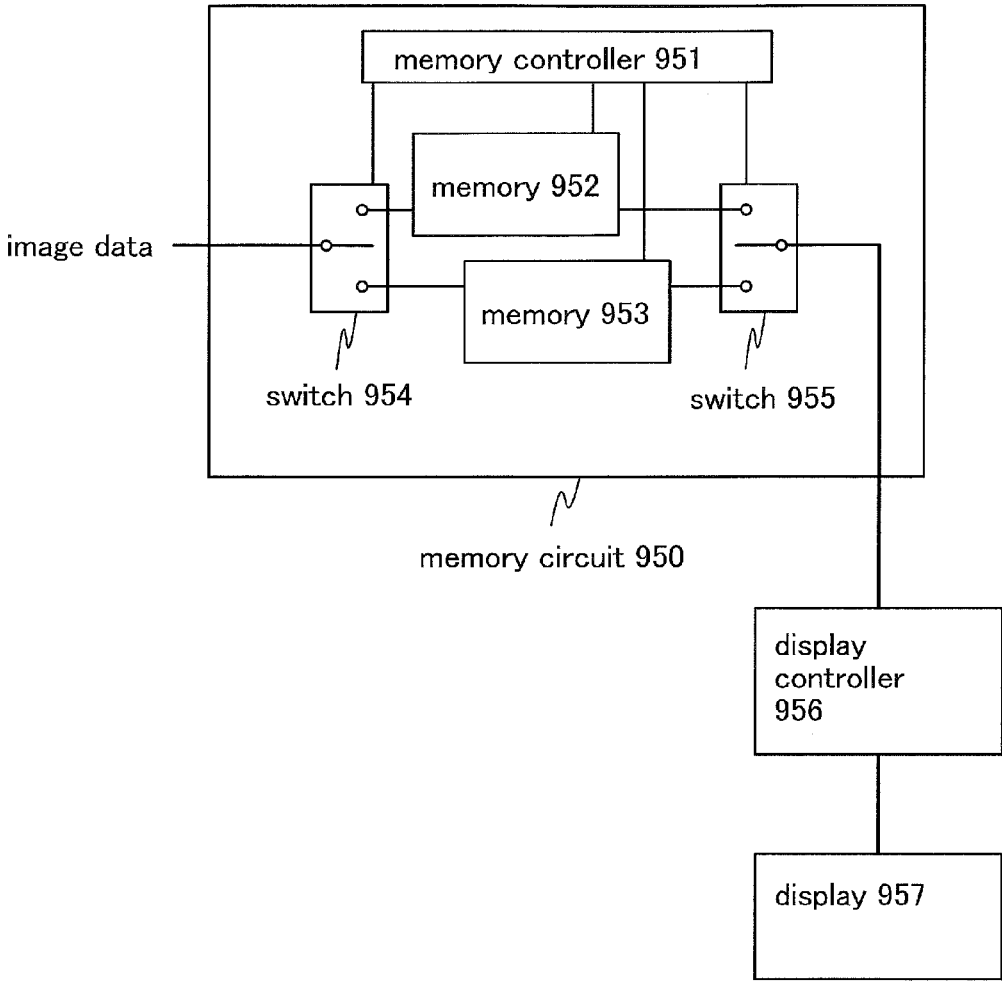 memory controller 951
memory 952
image data
memory 953
switch 954
switch 955
memory circuit 950
display
controller
956
display 957